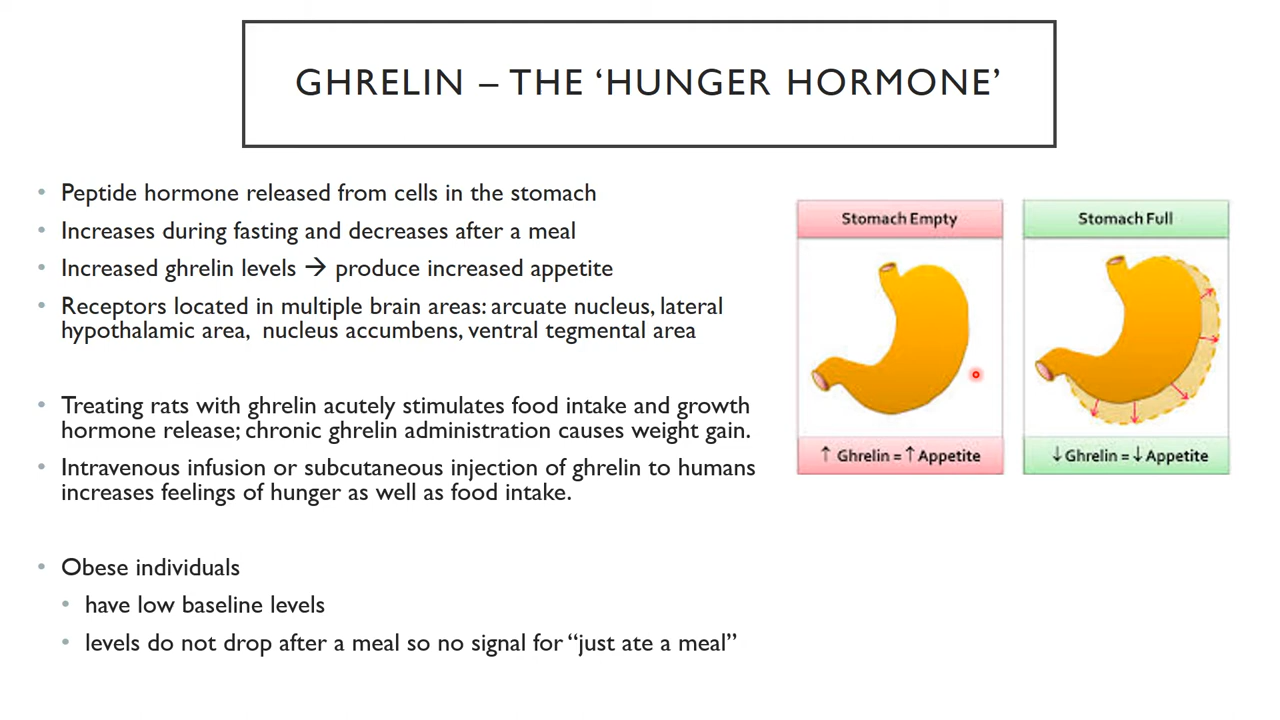 GHRELIN – THE ‘HUNGER HORMONE’
• Peptide hormone released from cells in the stomach
• Increases during fasting and decreases after a meal
• Increased ghrelin levels → produce increased appetite
• Receptors located in multiple brain areas: arcuate nucleus, lateral
hypothalamic area, nucleus accumbens, ventral tegmental area
• Treating rats with ghrelin acutely stimulates food intake and growth
hormone release; chronic ghrelin administration causes weight gain.
• Intravenous infusion or subcutaneous injection of ghrelin to humans
increases feelings of hunger as well as food intake.
• Obese individuals
• have low baseline levels
• levels do not drop after a meal so no signal for “just ate a meal”
Stomach Empty
↑ Ghrelin = ↑ Appetite
Stomach Full
↓ Ghrelin = ↓ Appetite